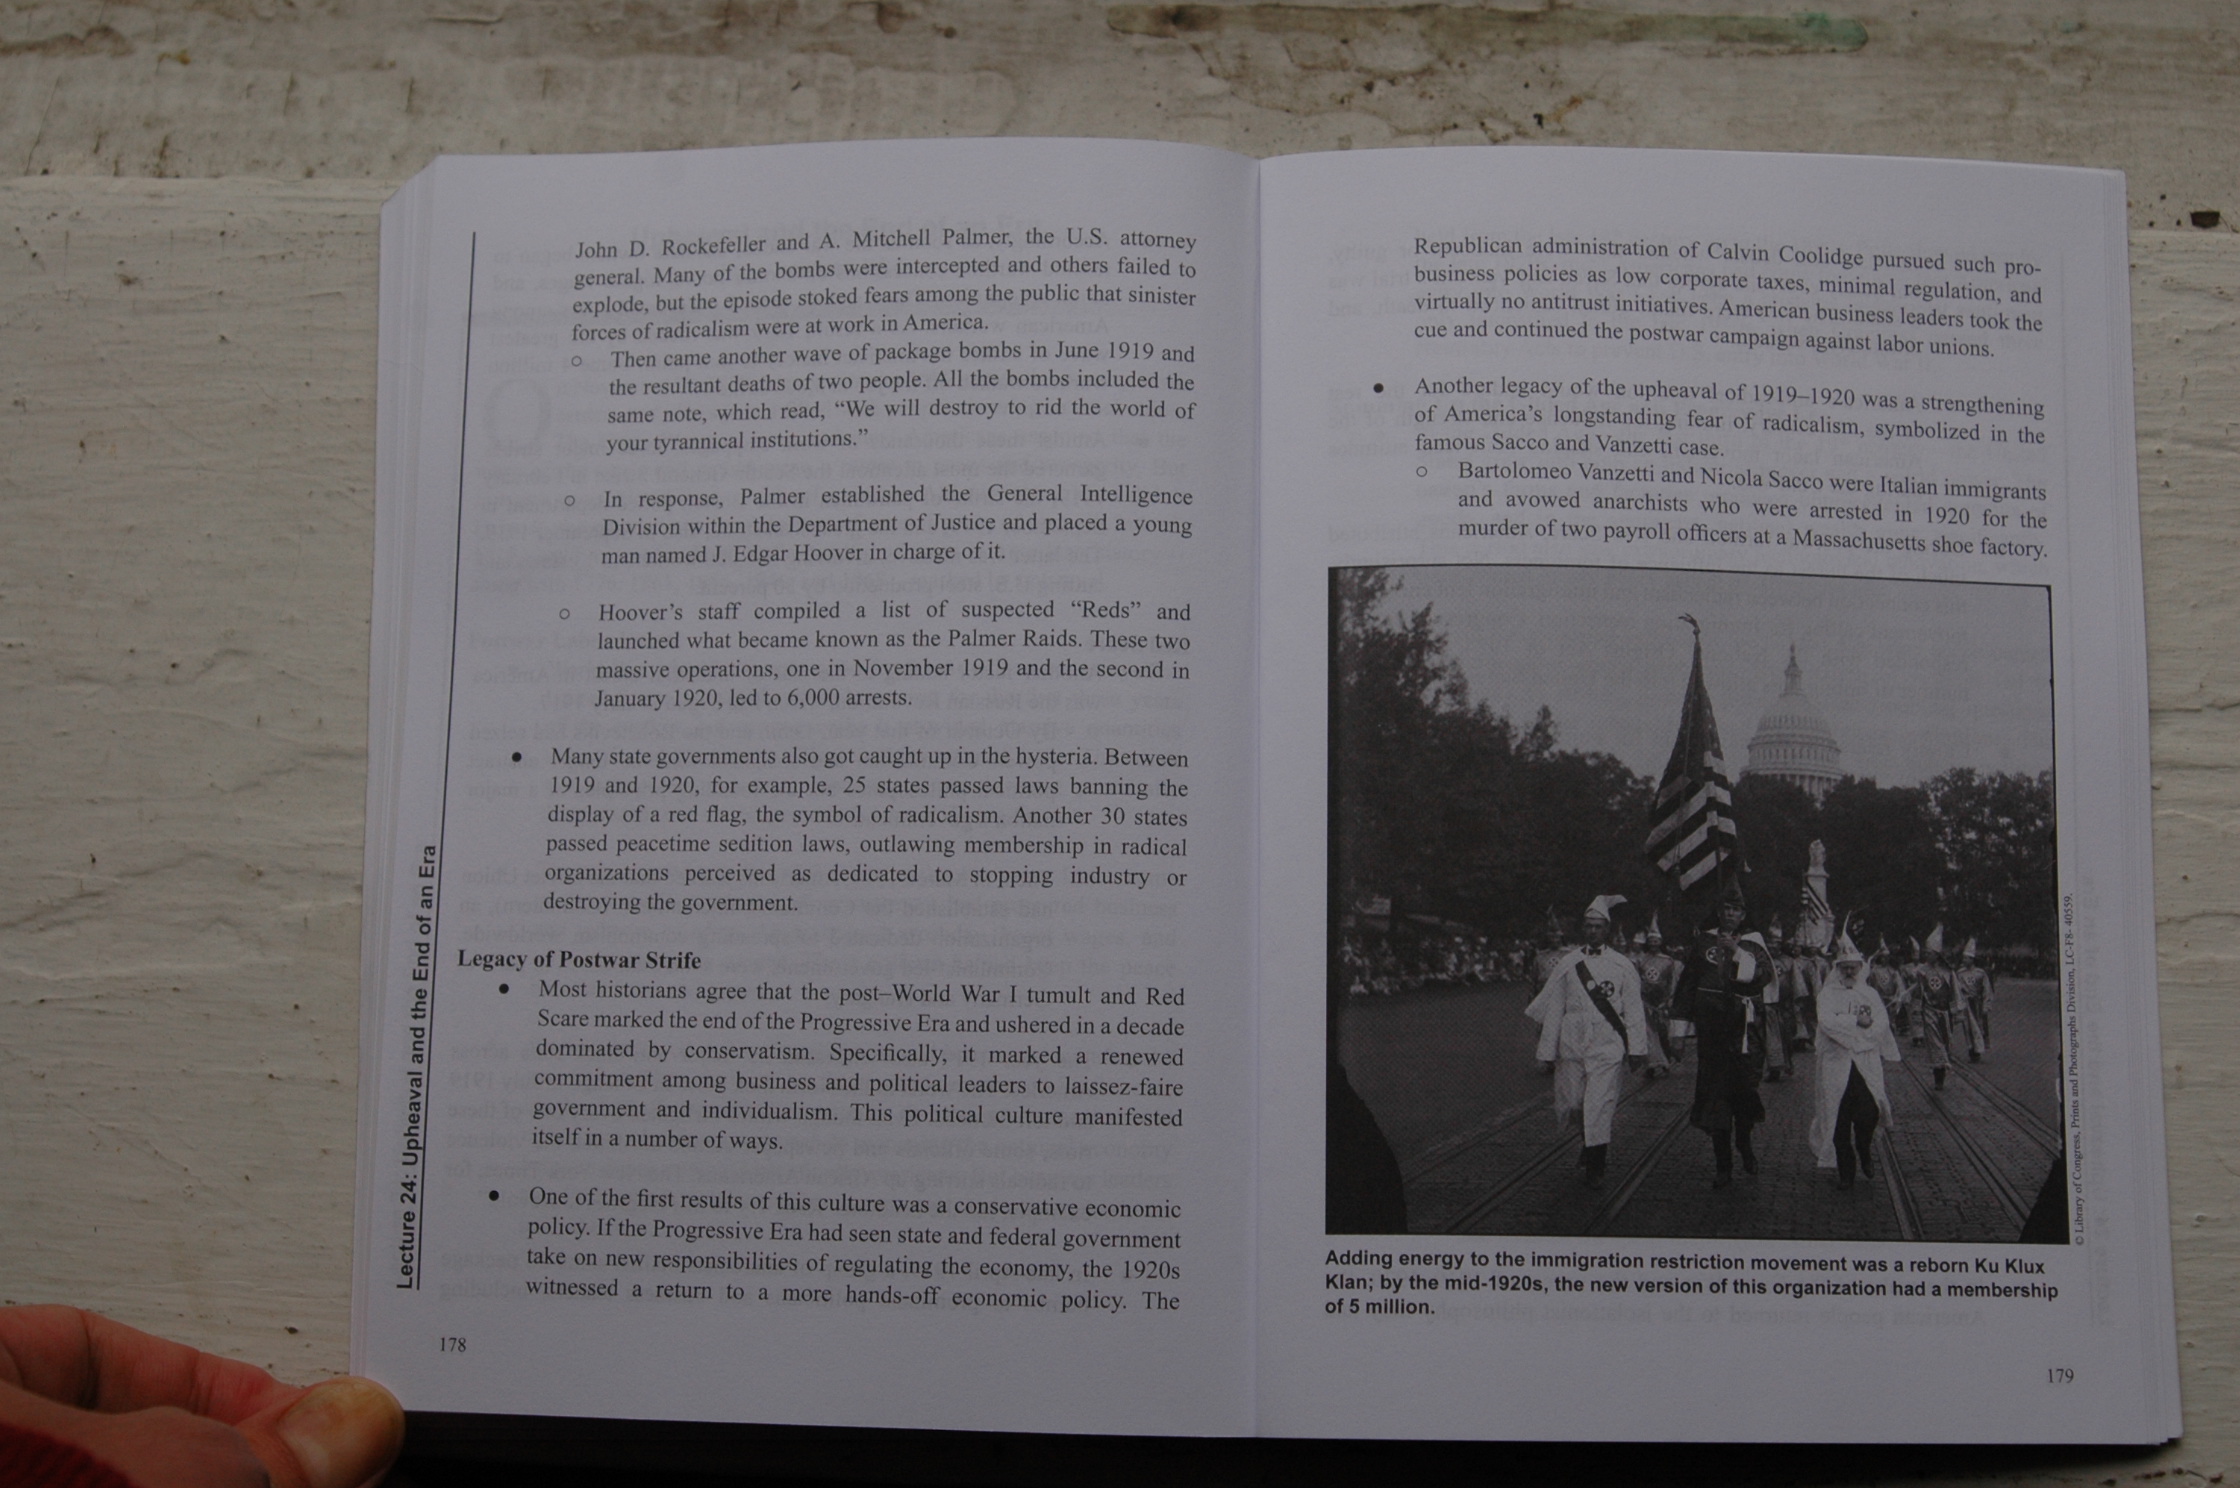 John D. Rockefeller and A. Mitchell Palmer, the U.S. attorney
general. Many of the bombs were intercepted and others failed to
explode, but the episode stoked fears among the public that sinister
forces of radicalism were at work in America.
○ Then came another wave of package bombs in June 1919 and
the resultant deaths of two people. All the bombs included the
same note, which read, “We will destroy to rid the world of
your tyrannical institutions.”
○ In response, Palmer established the General Intelligence
Division within the Department of Justice and placed a young
man named J. Edgar Hoover in charge of it.
○ Hoover’s staff compiled a list of suspected “Reds” and
launched what became known as the Palmer Raids. These two
massive operations, one in November 1919 and the second in
January 1920, led to 6,000 arrests.
● Many state governments also got caught up in the hysteria. Between
1919 and 1920, for example, 25 states passed laws banning the
display of a red flag, the symbol of radicalism. Another 30 states
passed peacetime sedition laws, outlawing membership in radical
organizations perceived as dedicated to stopping industry or
destroying the government.
Legacy of Postwar Strife
● Most historians agree that the post–World War I tumult and Red
Scare marked the end of the Progressive Era and ushered in a decade
dominated by conservatism. Specifically, it marked a renewed
commitment among business and political leaders to laissez-faire
government and individualism. This political culture manifested
itself in a number of ways.
● One of the first results of this culture was a conservative economic
policy. If the Progressive Era had seen state and federal government
take on new responsibilities of regulating the economy, the 1920s
witnessed a return to a more hands-off economic policy. The
Lecture 24: Upheaval and the End of an Era
178
Republican administration of Calvin Coolidge pursued such pro-
business policies as low corporate taxes, minimal regulation, and
virtually no antitrust initiatives. American business leaders took the
cue and continued the postwar campaign against labor unions.
● Another legacy of the upheaval of 1919–1920 was a strengthening
of America’s longstanding fear of radicalism, symbolized in the
famous Sacco and Vanzetti case.
○ Bartolomeo Vanzetti and Nicola Sacco were Italian immigrants
and avowed anarchists who were arrested in 1920 for the
murder of two payroll officers at a Massachusetts shoe factory.
© Library of Congress, Prints and Photographs Division, LC-F8- 40559.
Adding energy to the immigration restriction movement was a reborn Ku Klux
Klan; by the mid-1920s, the new version of this organization had a membership
of 5 million.
179